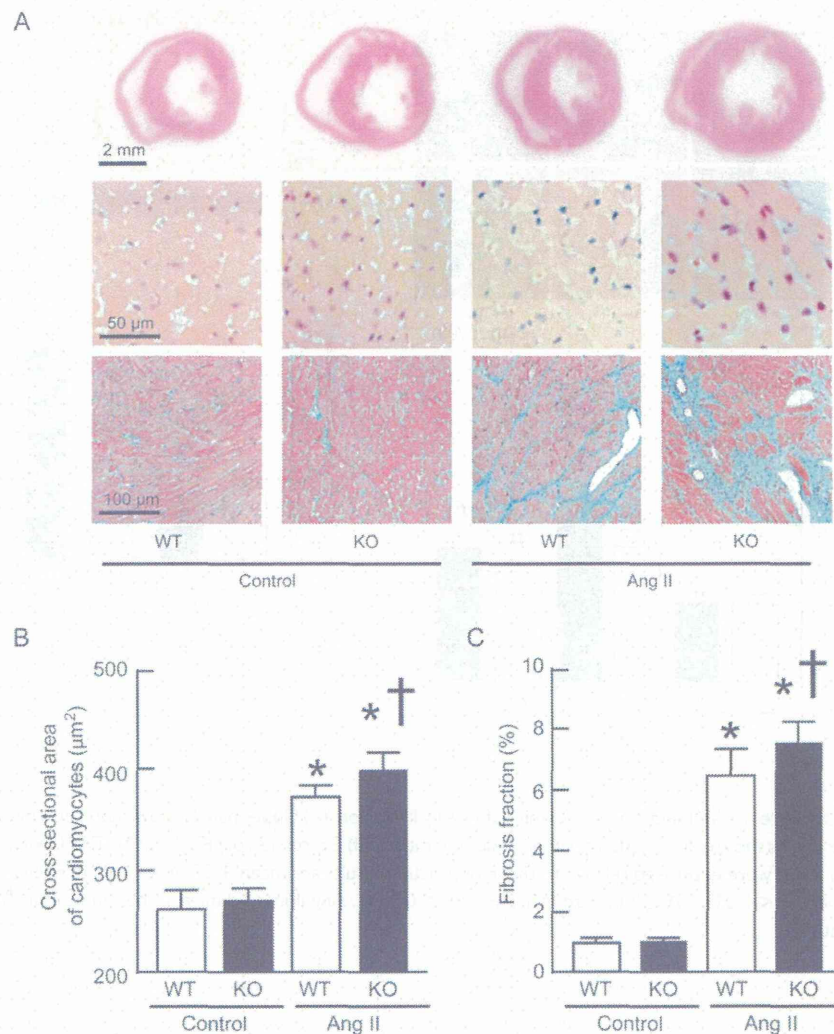 A
2 mm
50 µm
100 µm
WT KO WT KO
Control Ang II
B
Cross-sectional area
of cardiomyocytes (µm²)
500
400
300
200
*
* †
WT KO WT KO
Control Ang II
C
Fibrosis fraction (%)
10
8
6
4
2
0
*
* †
WT KO WT KO
Control Ang II